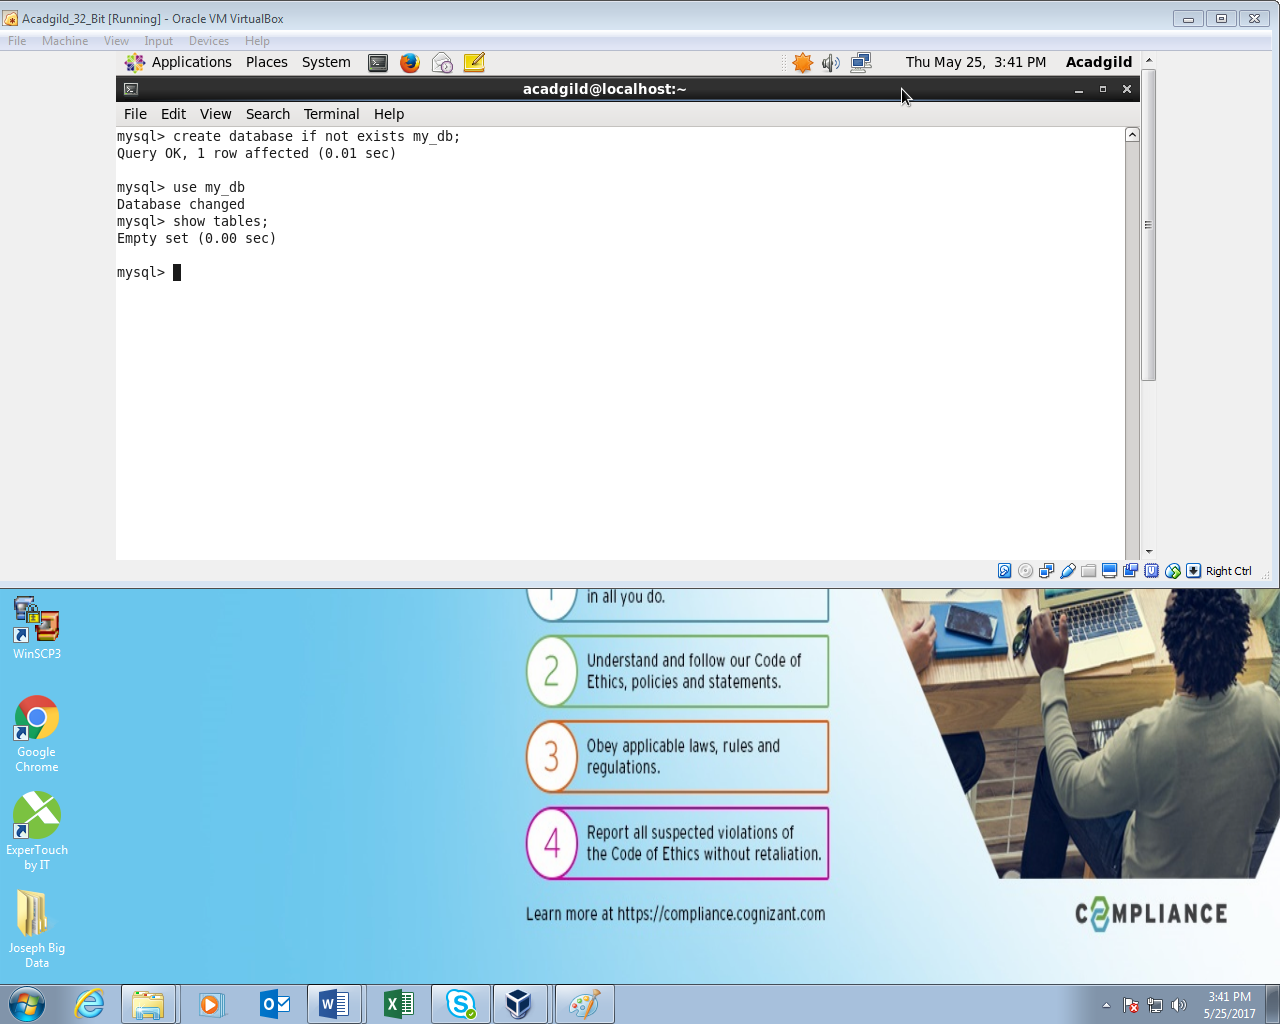 Acadgild_32_Bit [Running] - Oracle VM VirtualBox
File Machine View Input Devices Help
Applications Places System Thu May 25, 3:41 PM Acadgild
acadgild@localhost:~
File Edit View Search Terminal Help
mysql> create database if not exists my_db;
Query OK, 1 row affected (0.01 sec)
mysql> use my_db
Database changed
mysql> show tables;
Empty set (0.00 sec)
mysql>
Right Ctrl
WinSCP3
Google
Chrome
ExperTouch
by IT
Joseph Big
Data
1
in all you do.
2
Understand and follow our Code of
Ethics, policies and statements.
3
Obey applicable laws, rules and
regulations.
4
Report all suspected violations of
the Code of Ethics without retaliation.
Learn more at https://compliance.cognizant.com
COMPLIANCE
3:41 PM
5/25/2017